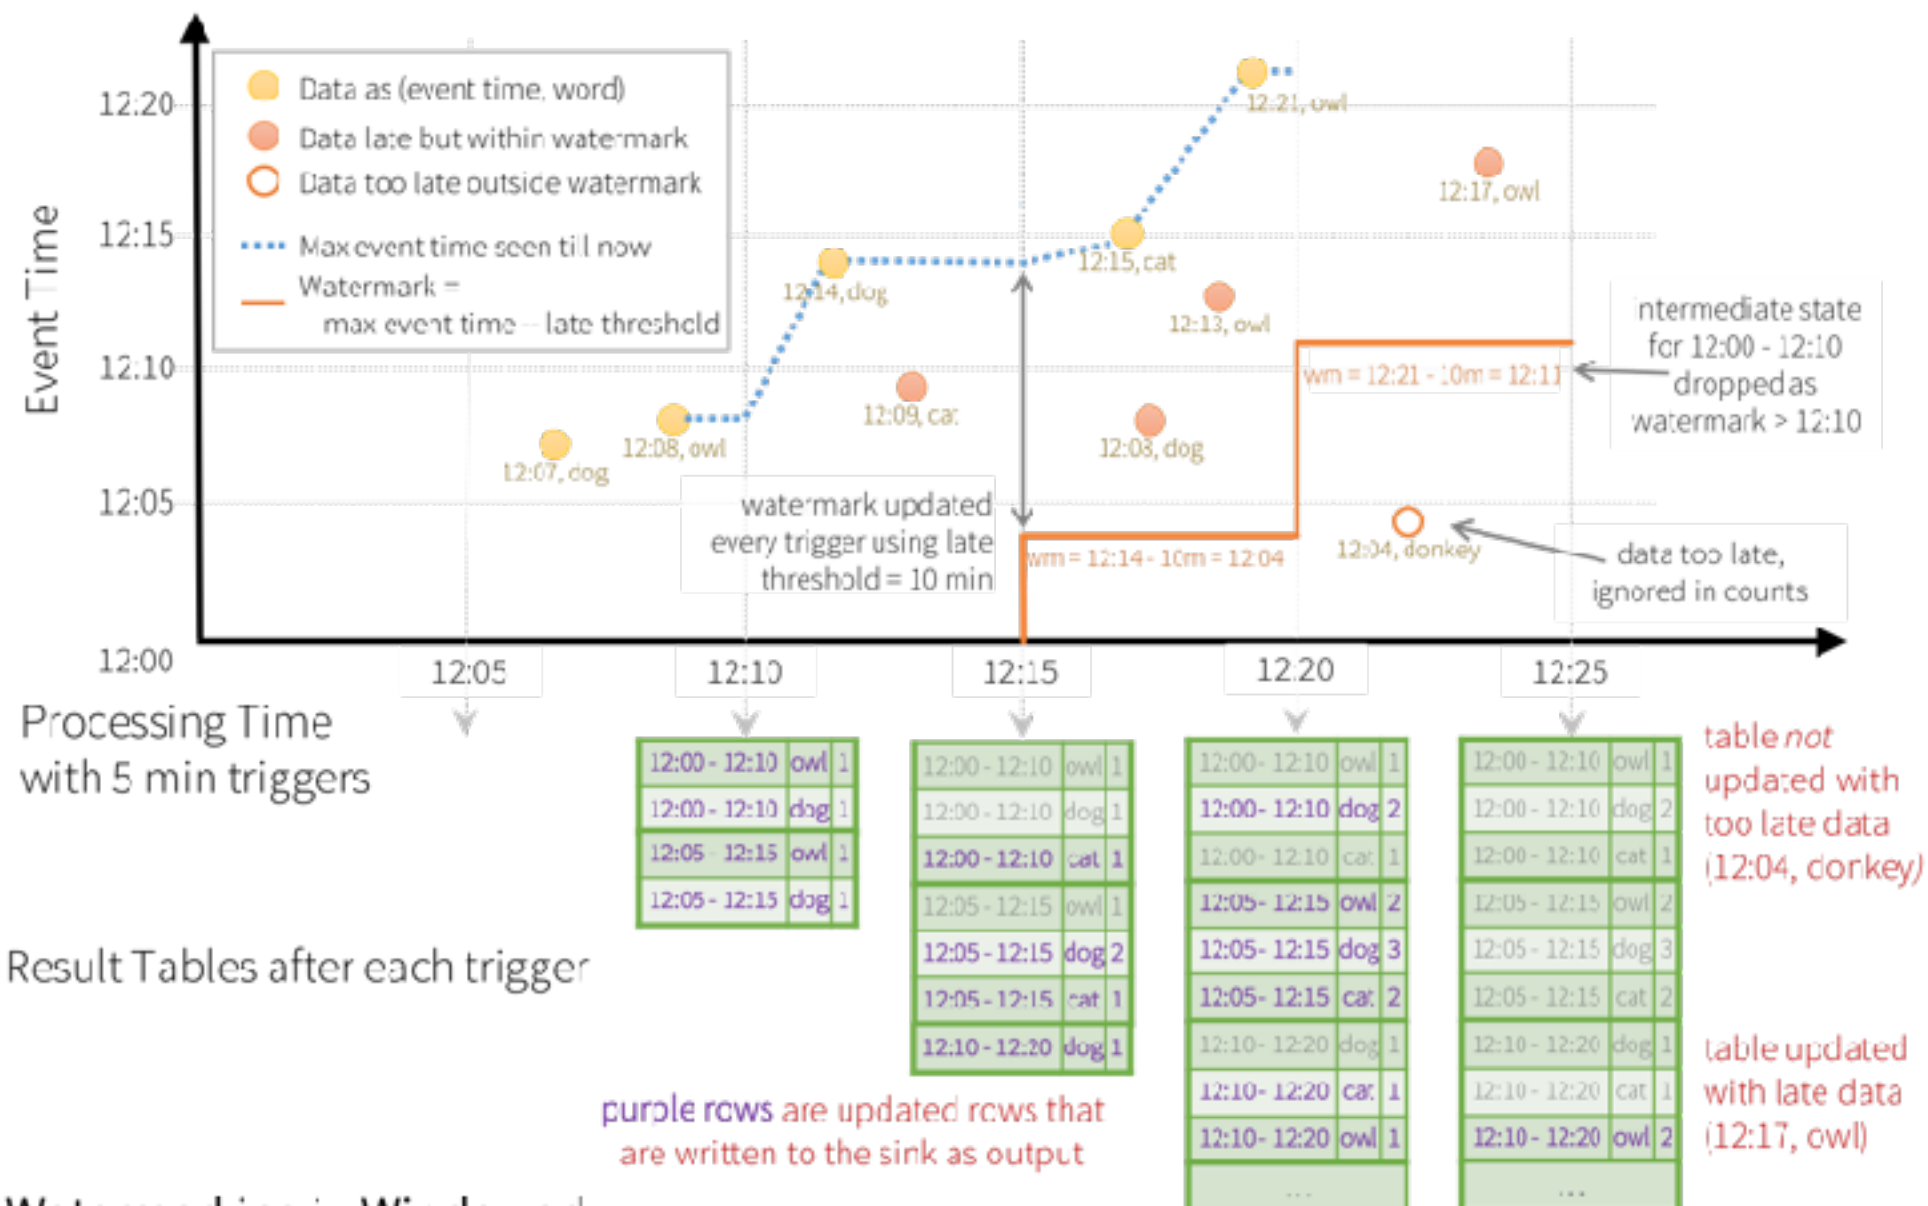 Data as (event time, word)
Data late but within watermark
Data too late outside watermark
Max event time seen till now
Watermark =
max event time – late threshold
Event Time
12:20
12:15
12:10
12:05
12:00
12:07, dog
12:08, owl
12:14, dog
12:09, cat
12:15, cat
12:21, owl
12:13, owl
12:08, dog
12:17, owl
12:04, donkey
watermark updated
every trigger using late
threshold = 10 min
wm = 12:14 - 10m = 12:04
wm = 12:21 - 10m = 12:11
intermediate state
for 12:00 - 12:10
dropped as
watermark > 12:10
data too late,
ignored in counts
12:05
12:10
12:15
12:20
12:25
Processing Time
with 5 min triggers
Result Tables after each trigger
12:00 - 12:10 owl 1
12:00 - 12:10 dog 1
12:05 - 12:15 owl 1
12:05 - 12:15 dog 1
12:00 - 12:10 owl 1
12:00 - 12:10 dog 1
12:00 - 12:10 cat 1
12:05 - 12:15 owl 1
12:05 - 12:15 dog 2
12:05 - 12:15 cat 1
12:10 - 12:20 dog 1
12:00- 12:10 owl 1
12:00- 12:10 dog 2
12:00- 12:10 cat 1
12:05- 12:15 owl 2
12:05- 12:15 dog 3
12:05- 12:15 cat 2
12:10- 12:20 dog 1
12:10- 12:20 cat 1
12:10- 12:20 owl 1
...
12:00 - 12:10 owl 1
12:00 - 12:10 dog 2
12:00 - 12:10 cat 1
12:05 - 12:15 owl 2
12:05 - 12:15 dog 3
12:05 - 12:15 cat 2
12:10 - 12:20 dog 1
12:10 - 12:20 cat 1
12:10 - 12:20 owl 2
...
table not
updated with
too late data
(12:04, donkey)
table updated
with late data
(12:17, owl)
purple rows are updated rows that
are written to the sink as output